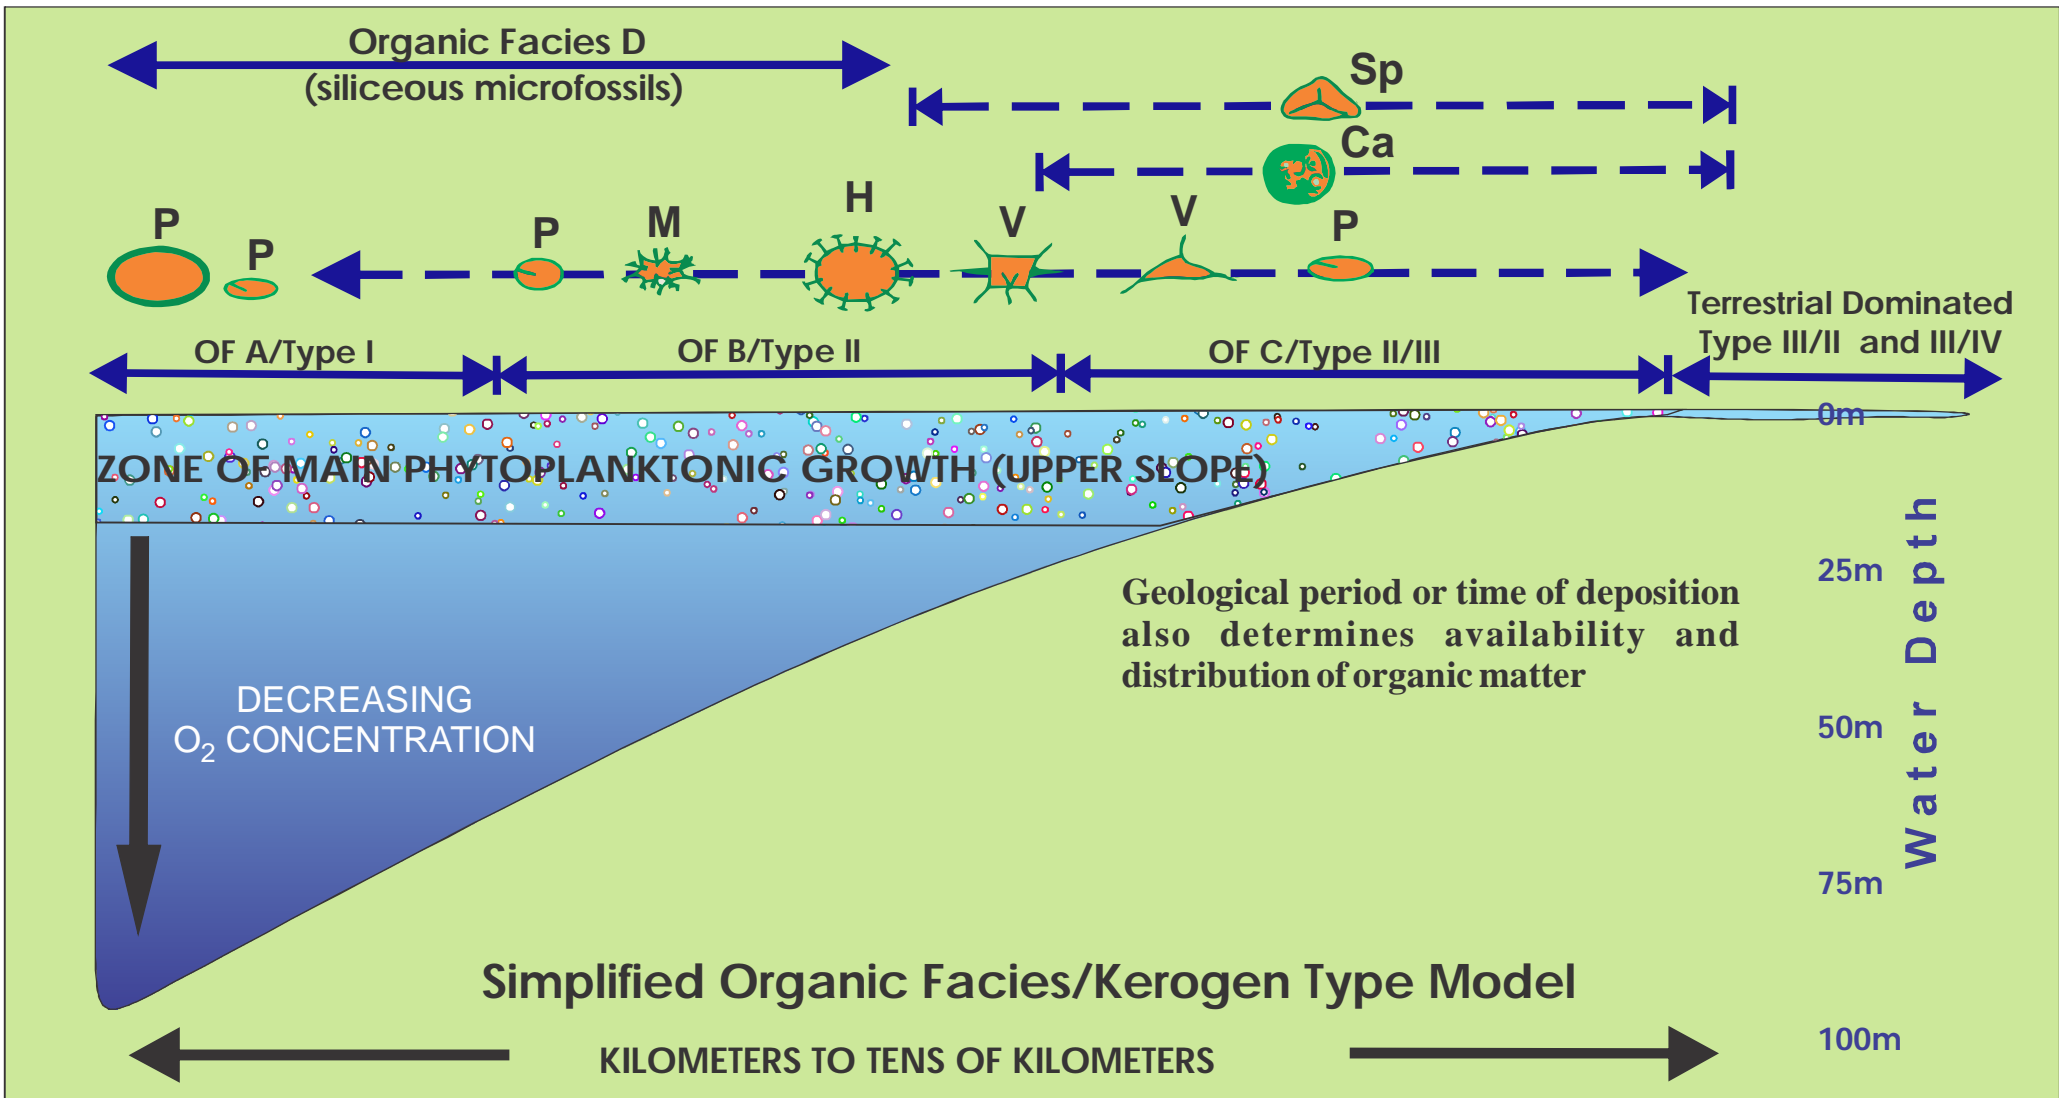 Organic Facies D
(siliceous microfossils)
Sp
Ca
P
P
P
M
H
V
V
P
OF A/Type I
OF B/Type II
OF C/Type II/III
Terrestrial Dominated
Type III/II and III/IV
ZONE OF MAIN PHYTOPLANKTONIC GROWTH (UPPER SLOPE)
0m
25m
50m
75m
100m
Water Depth
DECREASING
O₂ CONCENTRATION
Geological period or time of deposition
also determines availability and
distribution of organic matter
Simplified Organic Facies/Kerogen Type Model
KILOMETERS TO TENS OF KILOMETERS